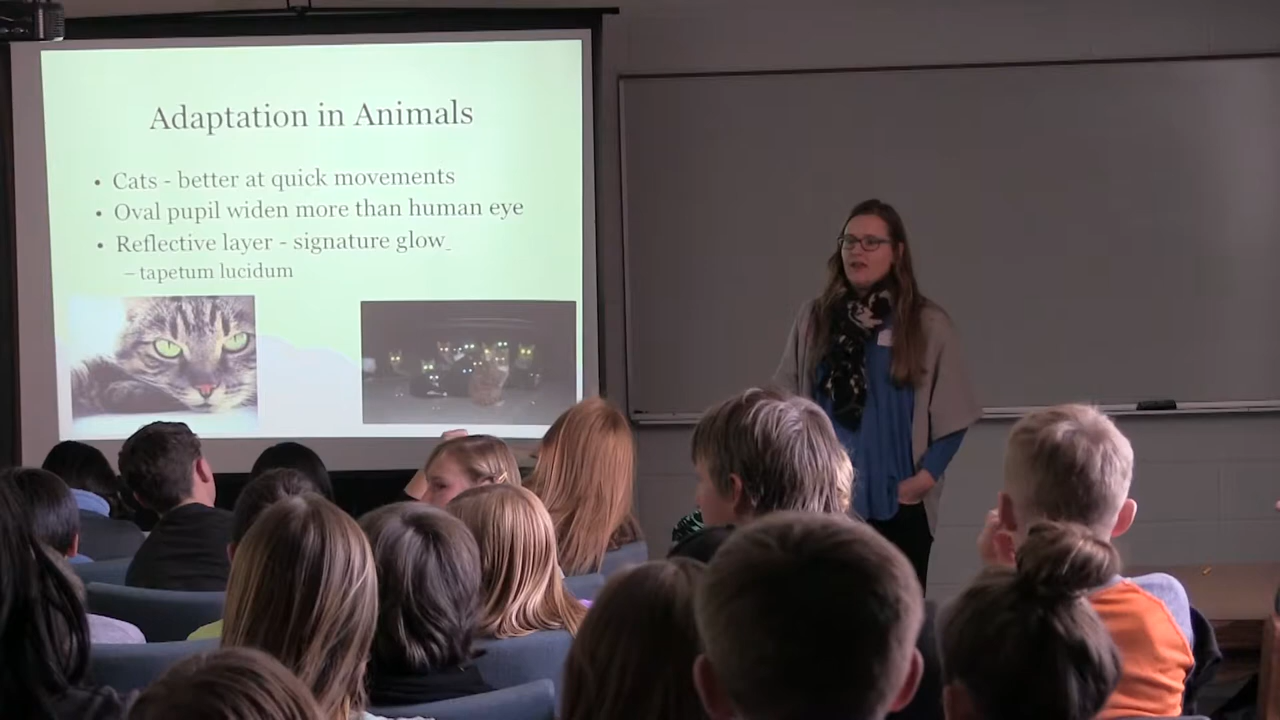 Adaptation in Animals
• Cats - better at quick movements
• Oval pupil widen more than human eye
• Reflective layer - signature glow_
– tapetum lucidum